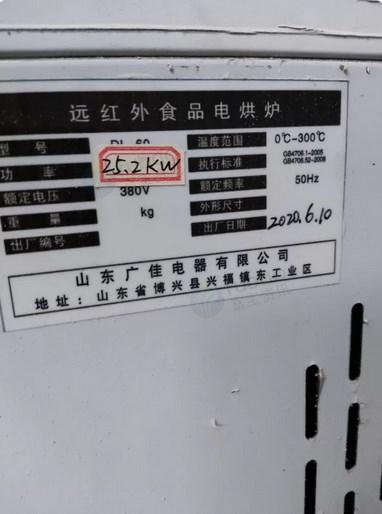 远红外食品电烘炉
型号
温度范围 0℃-300℃
功率 25.2KW
执行标准 GB4706.1-2005
GB4706.52-2008
额定电压 380V
额定频率 50Hz
重量 kg
外形尺寸
出厂编号
出厂日期 2020.6.10
山东广佳电器有限公司
地址：山东省博兴县兴福镇东工业区